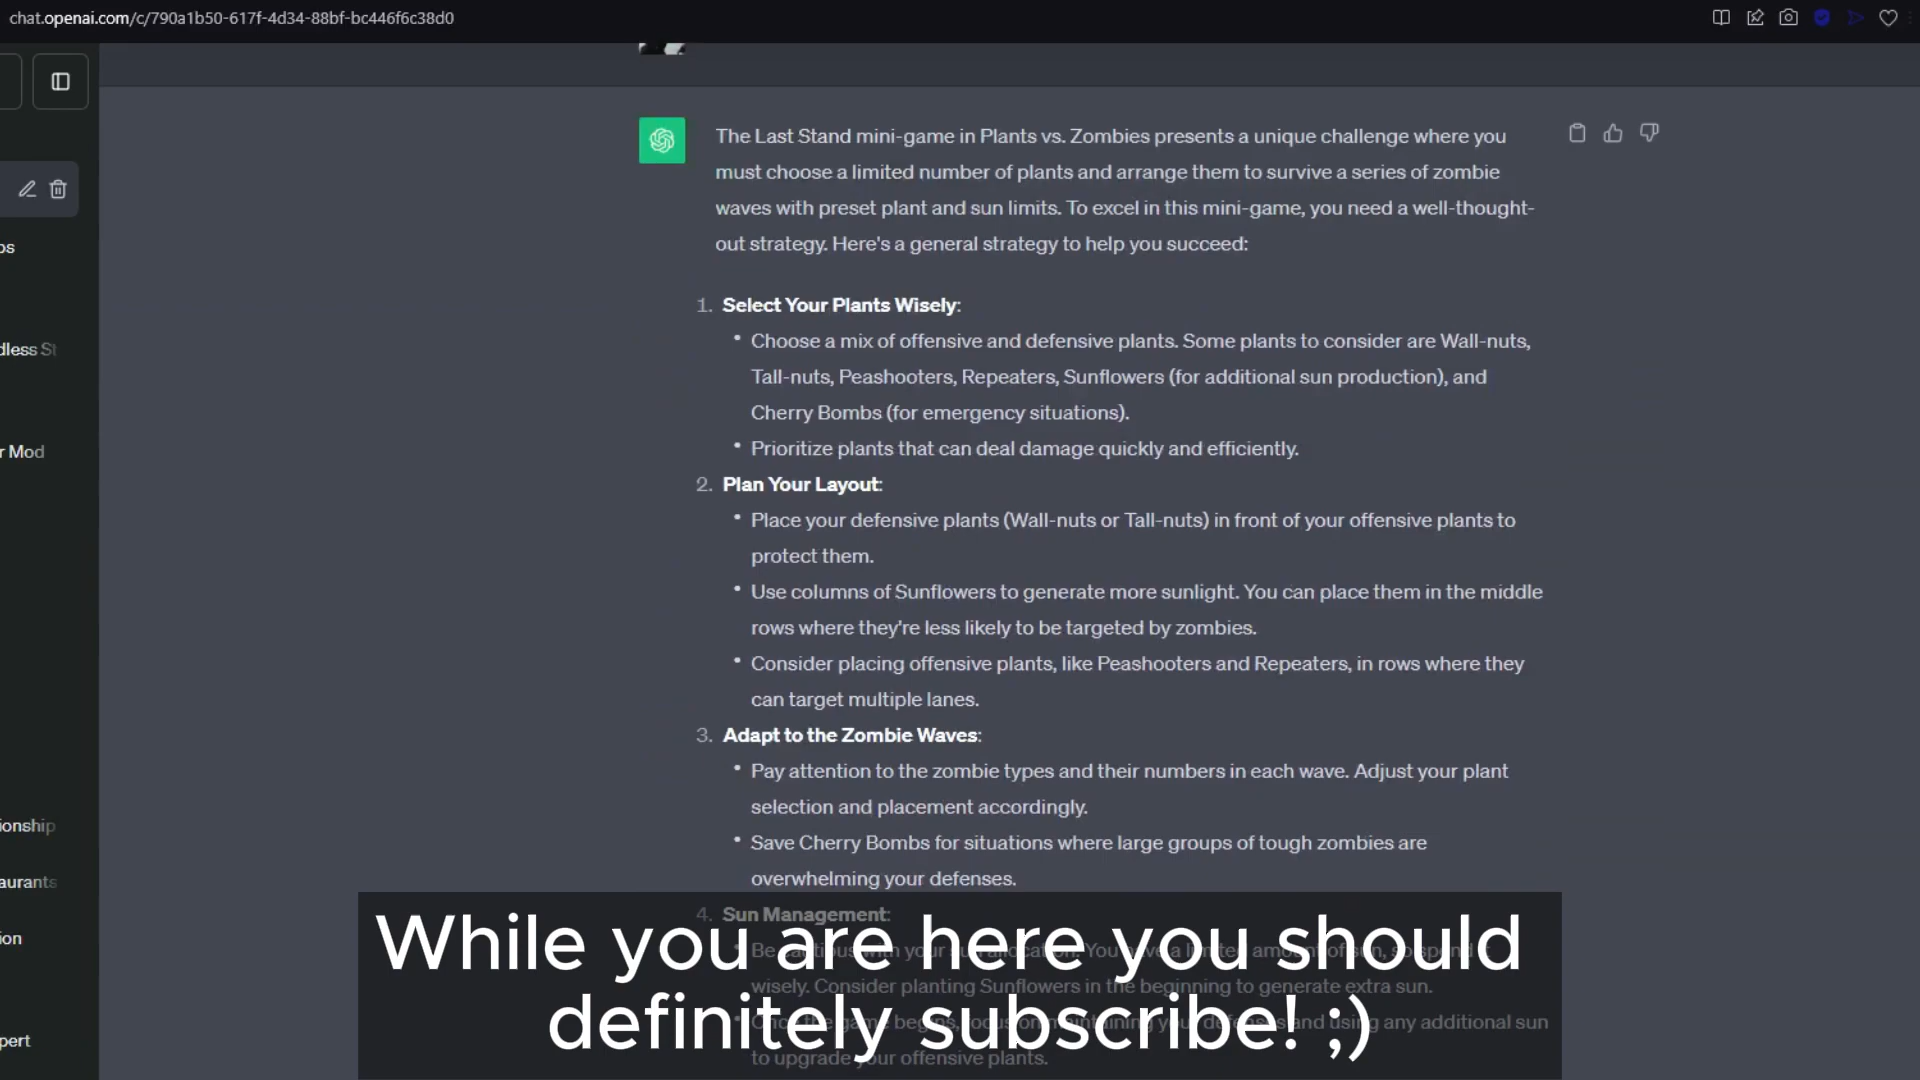 chat.openai.com/c/790a1b50-617f-4d34-88bf-bc446f6c38d0
The Last Stand mini-game in Plants vs. Zombies presents a unique challenge where you
must choose a limited number of plants and arrange them to survive a series of zombie
waves with preset plant and sun limits. To excel in this mini-game, you need a well-thought-
out strategy. Here's a general strategy to help you succeed:
1. Select Your Plants Wisely:
• Choose a mix of offensive and defensive plants. Some plants to consider are Wall-nuts,
Tall-nuts, Peashooters, Repeaters, Sunflowers (for additional sun production), and
Cherry Bombs (for emergency situations).
• Prioritize plants that can deal damage quickly and efficiently.
2. Plan Your Layout:
• Place your defensive plants (Wall-nuts or Tall-nuts) in front of your offensive plants to
protect them.
• Use columns of Sunflowers to generate more sunlight. You can place them in the middle
rows where they're less likely to be targeted by zombies.
• Consider placing offensive plants, like Peashooters and Repeaters, in rows where they
can target multiple lanes.
3. Adapt to the Zombie Waves:
• Pay attention to the zombie types and their numbers in each wave. Adjust your plant
selection and placement accordingly.
• Save Cherry Bombs for situations where large groups of tough zombies are
overwhelming your defenses.
4. Sun Management:
wisely. Consider planting Sunflowers in the beginning to generate extra sun.
and using any additional sun
to upgrade your offensive plants.
While you are here you should
definitely subscribe! ;)
ps
dless St
r Mod
ionship
aurants
ion
pert